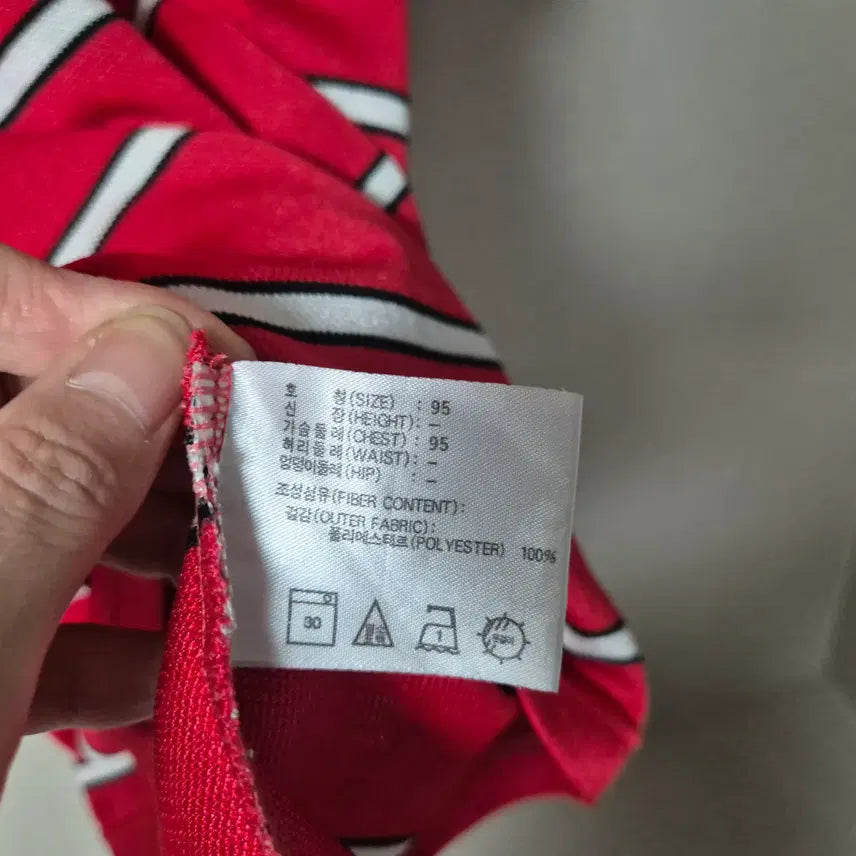 호 칭(SIZE) : 95
신 장(HEIGHT): –
가슴둘레(CHEST): 95
허리둘레(WAIST): –
엉덩이둘레(HIP) : –
조성섬유(FIBER CONTENT):
겉감(OUTER FABRIC):
폴리에스터르(POLYESTER) 100%
30
1